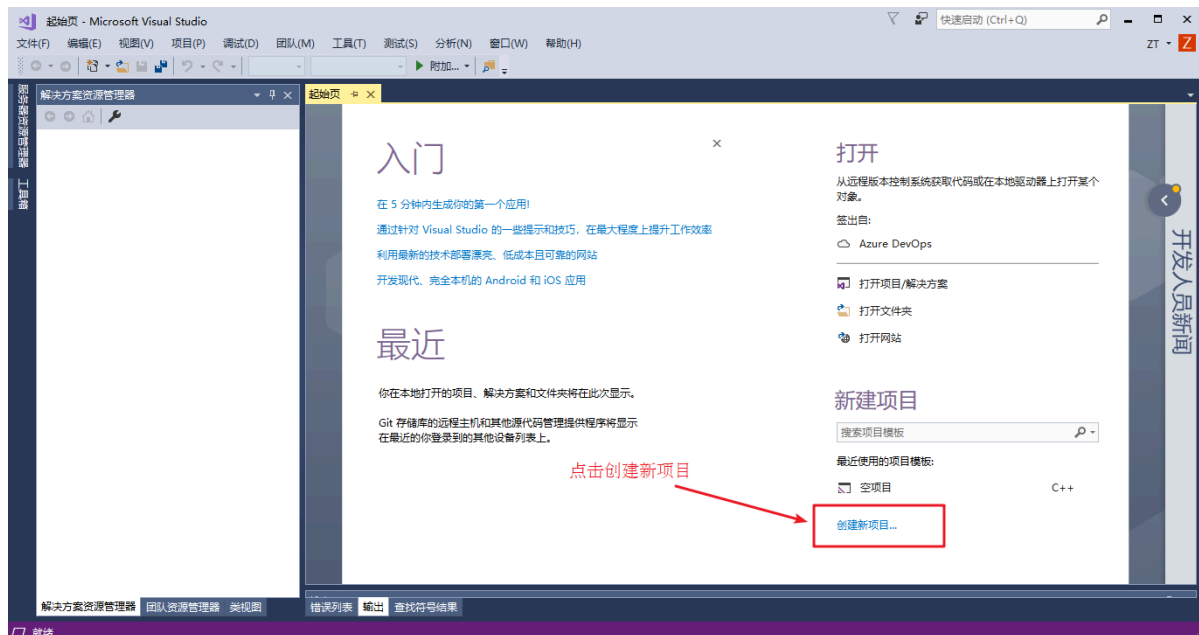 起始页 - Microsoft Visual Studio
快速启动 (Ctrl+Q)
文件(F) 编辑(E) 视图(V) 项目(P) 调试(D) 团队(M) 工具(T) 测试(S) 分析(N) 窗口(W) 帮助(H)
ZT
Z
附加...
服务器资源管理器
工具箱
解决方案资源管理器
起始页
入门
在 5 分钟内生成你的第一个应用!
通过针对 Visual Studio 的一些提示和技巧，在最大程度上提升工作效率
利用最新的技术部署漂亮、低成本且可靠的网站
开发现代、完全本机的 Android 和 iOS 应用
最近
你在本地打开的项目、解决方案和文件夹将在此次显示。
Git 存储库的远程主机和其他源代码管理提供程序将显示
在最近的你登录到的其他设备列表上。
点击创建新项目
打开
从远程版本控制系统获取代码或在本地驱动器上打开某个
对象。
签出自:
Azure DevOps
打开项目/解决方案
打开文件夹
打开网站
新建项目
搜索项目模板
最近使用的项目模板:
空项目 C++
创建新项目...
开发人员新闻
解决方案资源管理器 团队资源管理器 类视图
错误列表 输出 查找符号结果
就绪